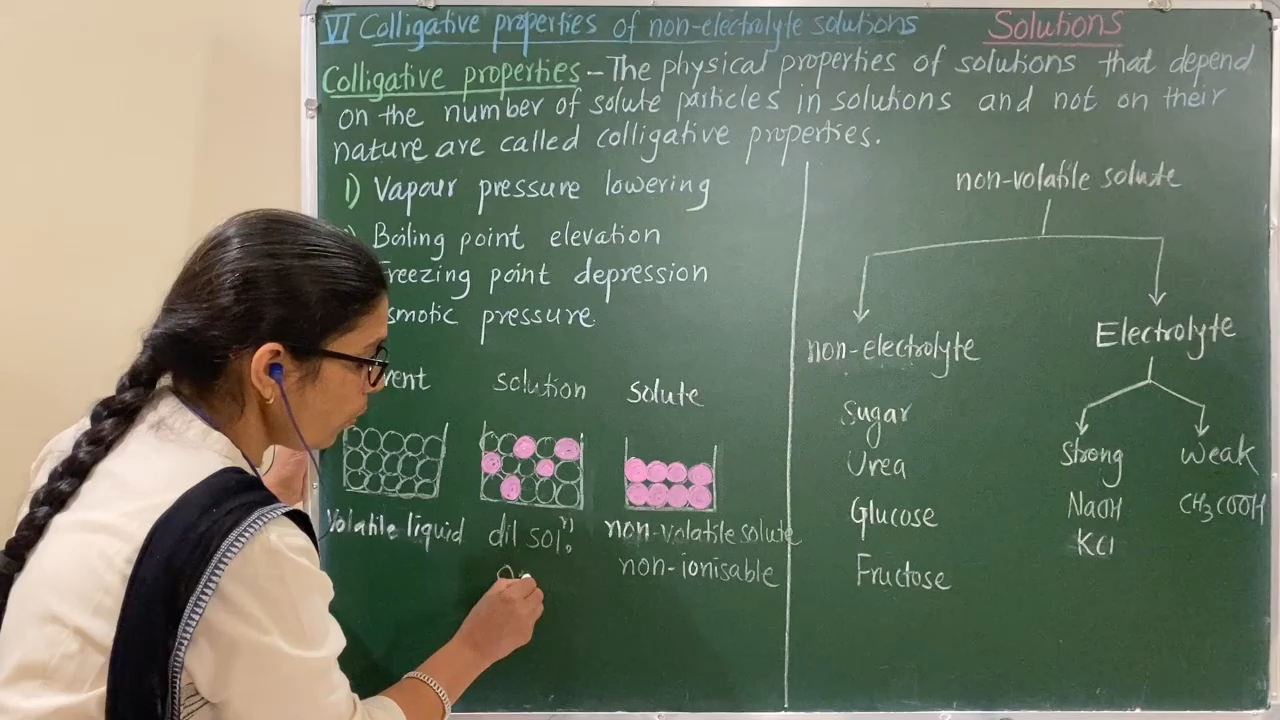 VI Colligative properties of non-electrolyte solutions
Solutions
Colligative properties - The physical properties of solutions that depend
on the number of solute particles in solutions and not on their
nature are called colligative properties.
1) Vapour pressure lowering
) Boiling point elevation
Freezing point depression
smotic pressure.
vent
solution
solute
Volatile liquid
dil solⁿ.
non-volatile solute
non-ionisable
non-volatile solute
non-electrolyte
Sugar
Urea
Glucose
Fructose
Electrolyte
Strong
NaOH
KCl
weak
CH₃COOH